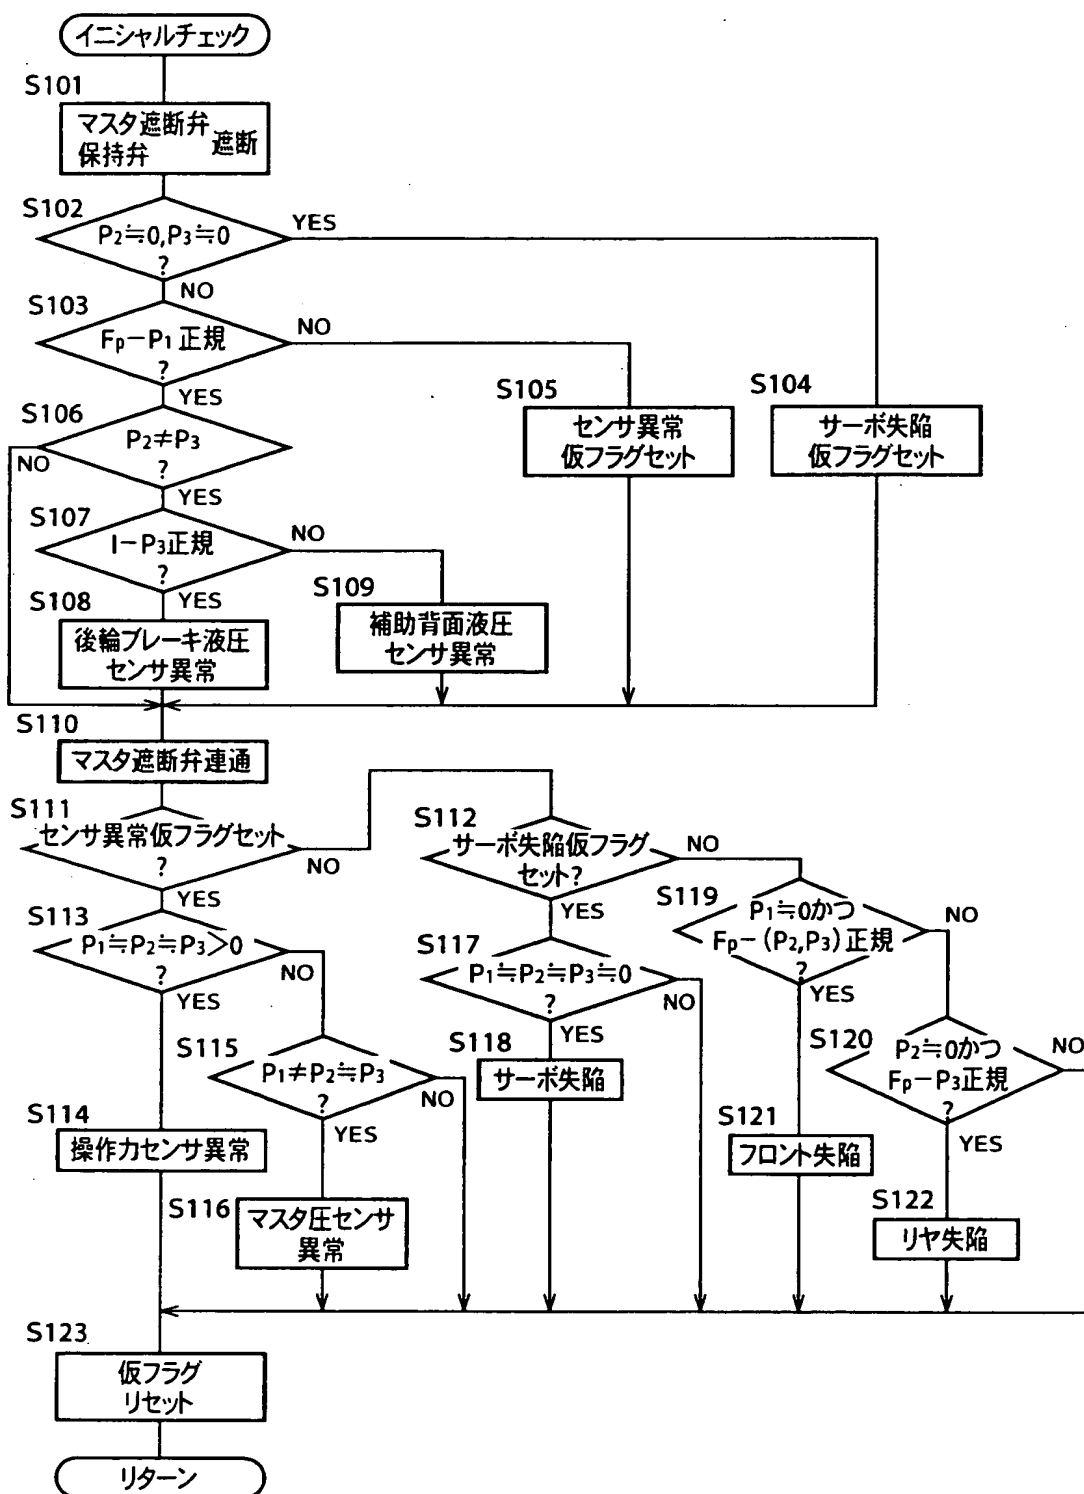 イニシャルチェック
S101
マスタ遮断弁
保持弁
遮断
S102
P₂≒0,P₃≒0
?
YES
NO
S103
Fp−P₁正規
?
NO
YES
S104
サーボ失陥
仮フラグセット
S105
センサ異常
仮フラグセット
S106
P₂≠P₃
?
NO
YES
S107
I−P₃正規
?
NO
YES
S108
後輪ブレーキ液圧
センサ異常
S109
補助背面液圧
センサ異常
S110
マスタ遮断弁連通
S111
センサ異常仮フラグセット
?
NO
YES
S112
サーボ失陥仮フラグ
セット?
NO
YES
S113
P₁≒P₂≒P₃>0
?
NO
YES
S117
P₁≒P₂≒P₃≒0
?
NO
YES
S119
P₁≒0かつ
Fp−(P₂,P₃)正規
?
NO
YES
S115
P₁≠P₂≒P₃
?
NO
YES
S118
サーボ失陥
S120
P₂≒0かつ
Fp−P₃正規
?
NO
YES
S114
操作力センサ異常
S121
フロント失陥
S116
マスタ圧センサ
異常
S122
リヤ失陥
S123
仮フラグ
リセット
リターン